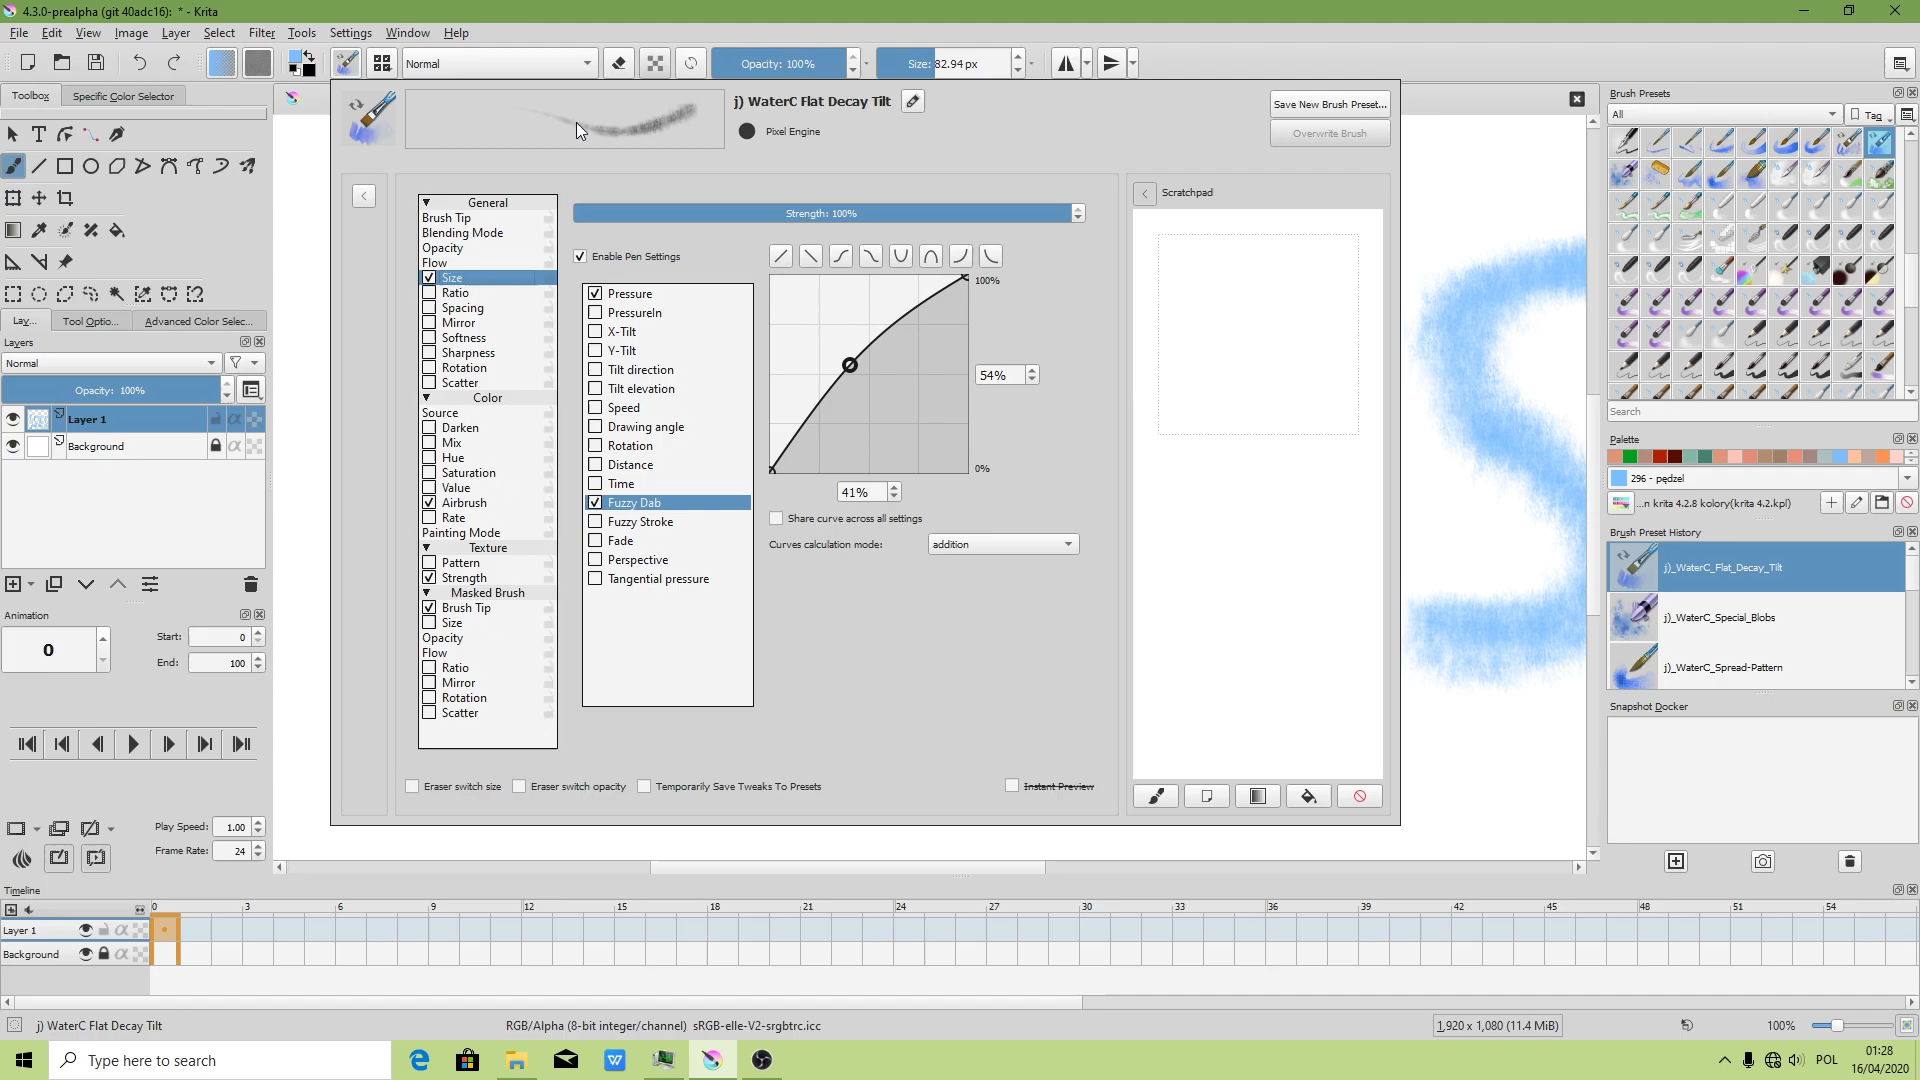 4.3.0-prealpha (git 40adc16):  * - Krita
File Edit View Image Layer Select Filter Tools Settings Window Help
Normal
Opacity: 100%
Size: 82.94 px
Toolbox
Specific Color Selector
j) WaterC Flat Decay Tilt
Pixel Engine
Save New Brush Preset...
Overwrite Brush
General
Brush Tip
Blending Mode
Opacity
Flow
Size
Ratio
Spacing
Mirror
Softness
Sharpness
Rotation
Scatter
Color
Source
Darken
Mix
Hue
Saturation
Value
Airbrush
Rate
Painting Mode
Texture
Pattern
Strength
Masked Brush
Brush Tip
Size
Opacity
Flow
Ratio
Mirror
Rotation
Scatter
Strength: 100%
Enable Pen Settings
Pressure
PressureIn
X-Tilt
Y-Tilt
Tilt direction
Tilt elevation
Speed
Drawing angle
Rotation
Distance
Time
Fuzzy Dab
Fuzzy Stroke
Fade
Perspective
Tangential pressure
100%
54%
0%
41%
Share curve across all settings
Curves calculation mode:
addition
Eraser switch size
Eraser switch opacity
Temporarily Save Tweaks To Presets
Instant Preview
Scratchpad
Lay...
Tool Optio...
Advanced Color Selec...
Layers
Normal
Opacity: 100%
Layer 1
Background
Animation
0
Start: 0
End: 100
Play Speed: 1.00
Frame Rate: 24
Brush Presets
All
Tag
Search
Palette
296 - pędzel
...n krita 4.2.8 kolory(krita 4.2.kpl)
Brush Preset History
j)_WaterC_Flat_Decay_Tilt
j)_WaterC_Special_Blobs
j)_WaterC_Spread-Pattern
Snapshot Docker
Timeline
0 3 6 9 12 15 18 21 24 27 30 33 36 39 42 45 48 51 54
Layer 1
Background
j) WaterC Flat Decay Tilt
RGB/Alpha (8-bit integer/channel)  sRGB-elle-V2-srgbtrc.icc
1,920 x 1,080 (11.4 MiB)
100%
Type here to search
POL
01:28
16/04/2020